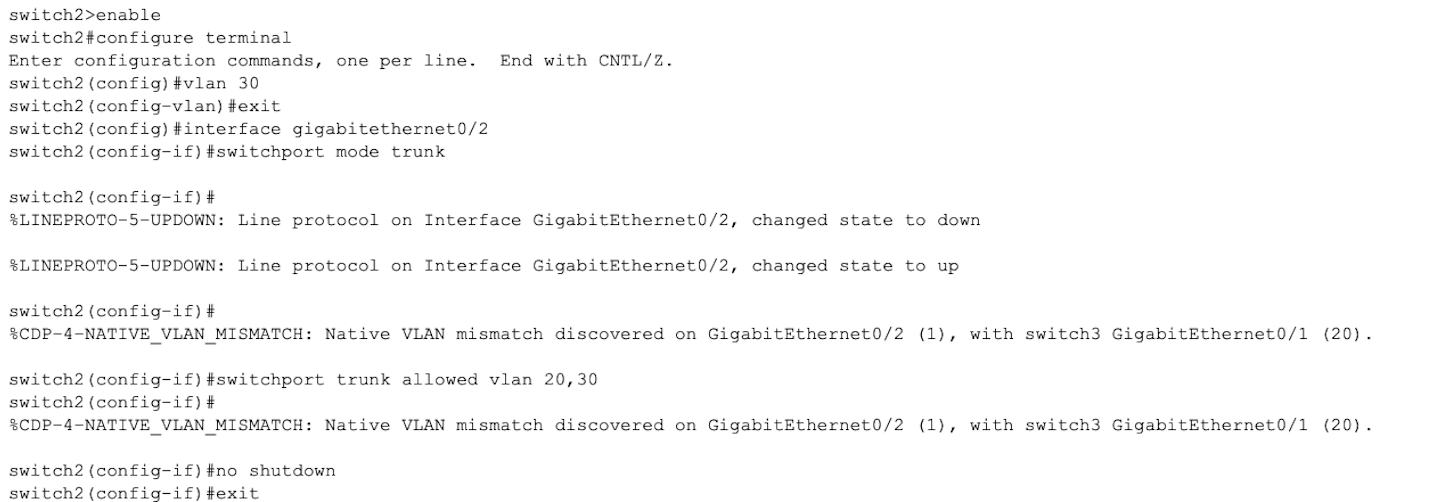 switch2>enable
switch2#configure terminal
Enter configuration commands, one per line.  End with CNTL/Z.
switch2(config)#vlan 30
switch2(config-vlan)#exit
switch2(config)#interface gigabitethernet0/2
switch2(config-if)#switchport mode trunk
switch2(config-if)#
%LINEPROTO-5-UPDOWN: Line protocol on Interface GigabitEthernet0/2, changed state to down
%LINEPROTO-5-UPDOWN: Line protocol on Interface GigabitEthernet0/2, changed state to up
switch2(config-if)#
%CDP-4-NATIVE_VLAN_MISMATCH: Native VLAN mismatch discovered on GigabitEthernet0/2 (1), with switch3 GigabitEthernet0/1 (20).
switch2(config-if)#switchport trunk allowed vlan 20,30
switch2(config-if)#
%CDP-4-NATIVE_VLAN_MISMATCH: Native VLAN mismatch discovered on GigabitEthernet0/2 (1), with switch3 GigabitEthernet0/1 (20).
switch2(config-if)#no shutdown
switch2(config-if)#exit